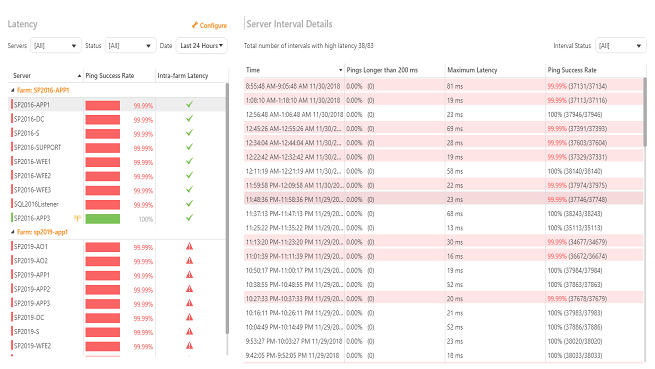 Latency
Configure
Servers [All] Status [All] Date Last 24 Hours
Server Ping Success Rate Intra-farm Latency
Farm: SP2016-APP1
SP2016-APP1 99.99%
SP2016-DC 99.99%
SP2016-S 99.99%
SP2016-SUPPORT 99.99%
SP2016-WFE1 99.99%
SP2016-WFE2 99.99%
SP2016-WFE3 99.99%
SQL2016Listener 99.99%
SP2016-APP3 100%
Farm: sp2019-app1
SP2019-AO1 99.99%
SP2019-AO2 99.99%
SP2019-APP1 99.99%
SP2019-APP2 99.99%
SP2019-APP3 99.99%
SP2019-DC 99.99%
SP2019-S 99.99%
SP2019-WFE2 99.99%
Server Interval Details
Total number of intervals with high latency 38/83
Interval Status [All]
Time Pings Longer than 200 ms Maximum Latency Ping Success Rate
8:55:48 AM-9:05:48 AM 11/30/2018 0.00% (0) 81 ms 99.99% (37131/37134)
1:08:10 AM-1:18:10 AM 11/30/2018 0.00% (0) 19 ms 99.99% (37113/37116)
12:56:48 AM-1:06:48 AM 11/30/2018 0.00% (0) 23 ms 100% (37946/37946)
12:45:26 AM-12:55:26 AM 11/30/2... 0.00% (0) 69 ms 99.99% (37391/37393)
12:34:04 AM-12:44:04 AM 11/30/2... 0.00% (0) 28 ms 99.99% (37603/37604)
12:22:42 AM-12:32:42 AM 11/30/2... 0.00% (0) 19 ms 99.99% (37329/37331)
12:11:19 AM-12:21:19 AM 11/30/2... 0.00% (0) 58 ms 100% (38140/38140)
11:59:58 PM-12:09:58 AM 11/30/20... 0.00% (0) 22 ms 99.99% (37974/37975)
11:48:36 PM-11:58:36 PM 11/29/20... 0.00% (0) 23 ms 99.99% (37746/37748)
11:37:13 PM-11:47:13 PM 11/29/20... 0.00% (0) 68 ms 100% (38243/38243)
11:25:22 PM-11:35:22 PM 11/29/20... 0.00% (0) 13 ms 100% (35113/35113)
11:13:20 PM-11:23:20 PM 11/29/20... 0.00% (0) 30 ms 99.99% (34677/34679)
11:01:39 PM-11:11:39 PM 11/29/20... 0.00% (0) 16 ms 99.99% (36672/36674)
10:50:17 PM-11:00:17 PM 11/29/20... 0.00% (0) 19 ms 100% (37984/37984)
10:38:55 PM-10:48:55 PM 11/29/20... 0.00% (0) 52 ms 100% (37863/37863)
10:27:33 PM-10:37:33 PM 11/29/20... 0.00% (0) 20 ms 99.99% (37678/37679)
10:16:11 PM-10:26:11 PM 11/29/20... 0.00% (0) 21 ms 100% (37983/37983)
10:04:49 PM-10:14:49 PM 11/29/20... 0.00% (0) 52 ms 100% (37886/37886)
9:53:27 PM-10:03:27 PM 11/29/2018 0.00% (0) 23 ms 100% (38020/38020)
9:42:05 PM-9:52:05 PM 11/29/2018 0.00% (0) 18 ms 100% (38033/38033)